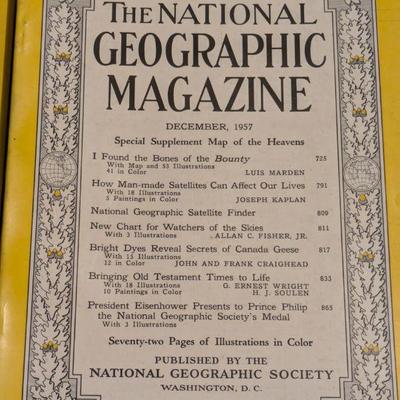 THE NATIONAL
GEOGRAPHIC
MAGAZINE
DECEMBER, 1957
Special Supplement Map of the Heavens
I Found the Bones of the Bounty 725
With Map and 53 Illustrations
41 in Color LUIS MARDEN
How Man-made Satellites Can Affect Our Lives 791
With 18 Illustrations
5 Paintings in Color JOSEPH KAPLAN
National Geographic Satellite Finder 809
New Chart for Watchers of the Skies 811
With 3 Illustrations ALLAN C. FISHER, JR.
Bright Dyes Reveal Secrets of Canada Geese 817
With 15 Illustrations
12 in Color JOHN AND FRANK CRAIGHEAD
Bringing Old Testament Times to Life 833
With 18 Illustrations G. ERNEST WRIGHT
10 Paintings in Color H. J. SOULEN
President Eisenhower Presents to Prince Philip 865
the National Geographic Society's Medal
With 3 Illustrations
Seventy-two Pages of Illustrations in Color
PUBLISHED BY THE
NATIONAL GEOGRAPHIC SOCIETY
WASHINGTON, D. C.